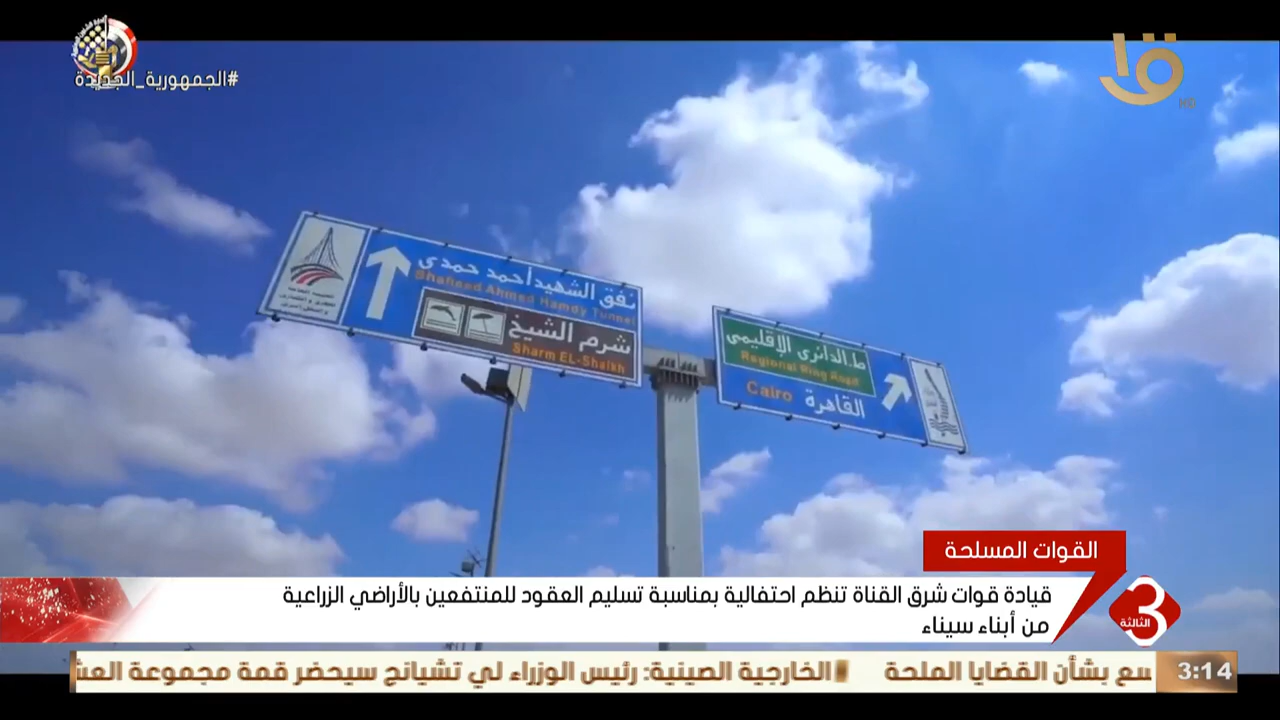 #الجمهورية_الجديدة
نفق الشهيد أحمد حمدى
Shaheed Ahmed Hamdy Tunnel
شرم الشيخ
Sharm EL-Shaikh
ط.الدائرى الإقليمى
Regional Ring Road
Cairo القاهرة
القوات المسلحة
قيادة قوات شرق القناة تنظم احتفالية بمناسبة تسليم العقود للمنتفعين بالأراضي الزراعية
من أبناء سيناء
3
الثالثة
سع بشأن القضايا الملحة
الخارجية الصينية: رئيس الوزراء لي تشيانج سيحضر قمة مجموعة العش
3:14